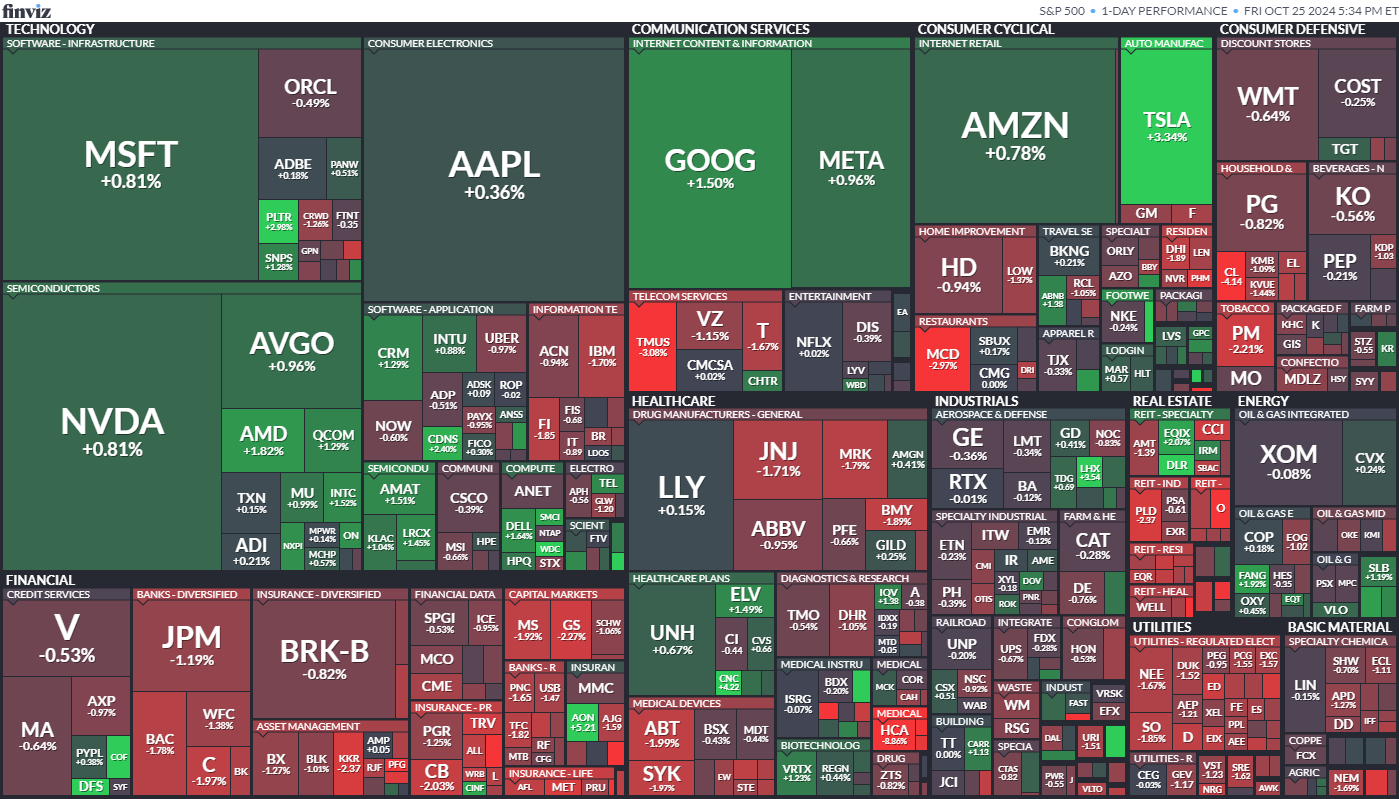 finviz
S&P 500 • 1-DAY PERFORMANCE • FRI OCT 25 2024 5:34 PM ET
TECHNOLOGY
SOFTWARE - INFRASTRUCTURE
MSFT
+0.81%
ORCL
-0.49%
ADBE
+0.18%
PANW
+0.51%
PLTR
+2.98%
CRWD
-1.26%
FTNT
-0.35
SNPS
+1.28%
GPN
CONSUMER ELECTRONICS
AAPL
+0.36%
SEMICONDUCTORS
NVDA
+0.81%
AVGO
+0.96%
AMD
+1.82%
QCOM
+1.29%
TXN
+0.15%
MU
+0.99%
INTC
+1.52%
ADI
+0.21%
NXPI
MPWR
+0.14%
ON
MCHP
+0.57%
SOFTWARE - APPLICATION
CRM
+1.29%
INTU
+0.88%
UBER
-0.97%
NOW
-0.60%
ADP
-0.51%
ADSK
+0.09
ROP
-0.02
PAYX
-0.95%
ANSS
CDNS
+2.40%
FICO
+0.30%
INFORMATION TE
ACN
-0.94%
IBM
-1.70%
FI
-1.85
FIS
-0.68
IT
-0.89
BR
LDOS
SEMICONDU
AMAT
+1.51%
KLAC
+1.04%
LRCX
+1.45%
COMMUNI
CSCO
-0.39%
MSI
-0.66%
HPE
COMPUTE
ANET
DELL
+1.64%
SMCI
NTAP
WDC
HPQ
STX
ELECTRO
APH
-0.56
TEL
GLW
-1.20
SCIENT
FTV
COMMUNICATION SERVICES
INTERNET CONTENT & INFORMATION
GOOG
+1.50%
META
+0.96%
TELECOM SERVICES
TMUS
-3.08%
VZ
-1.15%
T
-1.67%
CMCSA
+0.02%
CHTR
ENTERTAINMENT
NFLX
+0.02%
DIS
-0.39%
LYV
WBD
EA
CONSUMER CYCLICAL
INTERNET RETAIL
AMZN
+0.78%
AUTO MANUFAC
TSLA
+3.34%
GM
F
HOME IMPROVEMENT
HD
-0.94%
LOW
-1.37%
RESTAURANTS
MCD
-2.97%
SBUX
+0.17%
CMG
0.00%
DRI
TRAVEL SE
BKNG
+0.21%
ABNB
+1.38
RCL
-1.05%
APPAREL R
TJX
-0.33%
SPECIALT
ORLY
AZO
BBY
RESIDEN
DHI
-1.89
LEN
NVR
PHM
FOOTWE
NKE
-0.24%
PACKAGI
LODGIN
MAR
+0.57
HLT
LVS
GPC
CONSUMER DEFENSIVE
DISCOUNT STORES
WMT
-0.64%
COST
-0.25%
TGT
HOUSEHOLD &
PG
-0.82%
CL
-4.14
KMB
-1.09%
EL
KVUE
-1.44%
BEVERAGES - N
KO
-0.56%
PEP
-0.21%
KDP
-1.03
TOBACCO
PM
-2.21%
MO
PACKAGED F
KHC
K
GIS
CONFECTIO
MDLZ
HSY
FARM P
STZ
-0.55
KR
SYY
FINANCIAL
CREDIT SERVICES
V
-0.53%
MA
-0.64%
AXP
-0.97%
PYPL
+0.38%
COF
DFS
SYF
BANKS - DIVERSIFIED
JPM
-1.19%
BAC
-1.78%
WFC
-1.38%
C
-1.97%
BK
INSURANCE - DIVERSIFIED
BRK-B
-0.82%
ASSET MANAGEMENT
BX
-1.27%
BLK
-1.01%
KKR
-2.37
AMP
+0.05
RJF
PFG
FINANCIAL DATA
SPGI
-0.53%
ICE
-0.95%
MCO
CME
INSURANCE - PR
PGR
-1.25%
TRV
ALL
CB
-2.03%
WRB
L
CINF
CAPITAL MARKETS
MS
-1.92%
GS
-2.27%
SCHW
-1.06%
BANKS - R
PNC
-1.65
USB
-1.47
TFC
-1.82
RF
MTB
CFG
INSURAN
MMC
AON
+5.21
AJG
-1.59
INSURANCE - LIFE
AFL
MET
PRU
HEALTHCARE
DRUG MANUFACTURERS - GENERAL
LLY
+0.15%
JNJ
-1.71%
MRK
-1.79%
AMGN
+0.41%
ABBV
-0.95%
PFE
-0.66%
BMY
-1.89%
GILD
+0.25%
HEALTHCARE PLANS
UNH
+0.67%
ELV
+1.49%
CI
-0.44
CVS
+0.66
CNC
+4.22
DIAGNOSTICS & RESEARCH
TMO
-0.54%
DHR
-1.05%
IQV
+1.38
A
-0.38
IDXX
-0.19
MTD
-0.05
MEDICAL DEVICES
ABT
-1.99%
SYK
-1.97%
BSX
-0.43%
MDT
-0.44%
EW
STE
MEDICAL INSTRU
ISRG
-0.07%
BDX
-0.20%
BIOTECHNOLOG
VRTX
+1.23%
REGN
+0.44%
MEDICAL
MCK
COR
CAH
MEDICAL
HCA
-8.86%
DRUG
ZTS
-0.82%
INDUSTRIALS
AEROSPACE & DEFENSE
GE
-0.36%
RTX
-0.01%
LMT
-0.34%
BA
-0.12%
GD
+0.41%
NOC
-0.83%
TDG
+0.69
LHX
+3.54
SPECIALTY INDUSTRIAL
ETN
-0.23%
ITW
EMR
-0.12%
CMI
IR
AME
PH
-0.39%
OTIS
XYL
-0.18
DOV
ROK
PNR
FARM & HE
CAT
-0.28%
DE
-0.76%
RAILROAD
UNP
-0.20%
CSX
+0.51
NSC
-0.92%
WAB
BUILDING
TT
0.00%
CARR
+1.13
JCI
INTEGRATE
UPS
-0.67%
FDX
-0.28%
CONGLOM
HON
-0.53%
WASTE
WM
RSG
INDUST
FAST
VRSK
EFX
SPECIA
CTAS
-0.82
DAL
URI
-1.51
PWR
-0.55
J
VLTO
REAL ESTATE
REIT - SPECIALTY
AMT
-1.39
EQIX
+2.07%
CCI
IRM
DLR
SBAC
REIT - IND
PLD
-2.37
PSA
-0.61
EXR
REIT -
O
REIT - RESI
EQR
REIT - HEAL
WELL
ENERGY
OIL & GAS INTEGRATED
XOM
-0.08%
CVX
+0.24%
OIL & GAS E
COP
+0.18%
EOG
-1.02
FANG
+1.92%
HES
-0.35
OXY
+0.45%
EQT
OIL & GAS MID
OKE
KMI
OIL & G
PSX
MPC
VLO
SLB
+1.19%
UTILITIES
UTILITIES - REGULATED ELECT
NEE
-1.67%
DUK
-1.52
PEG
-0.95
PCG
-1.55
EXC
-1.57
SO
-1.85%
AEP
-1.21
ED
XEL
FE
ES
PPL
D
EIX
AEE
UTILITIES - R
CEG
-0.03%
GEV
-1.17
VST
-1.23
NRG
SRE
-1.62
AWK
BASIC MATERIAL
SPECIALTY CHEMICA
LIN
-0.15%
SHW
-0.70%
ECL
-1.11
APD
-1.27%
DD
IFF
COPPE
FCX
AGRIC
NEM
-1.69%